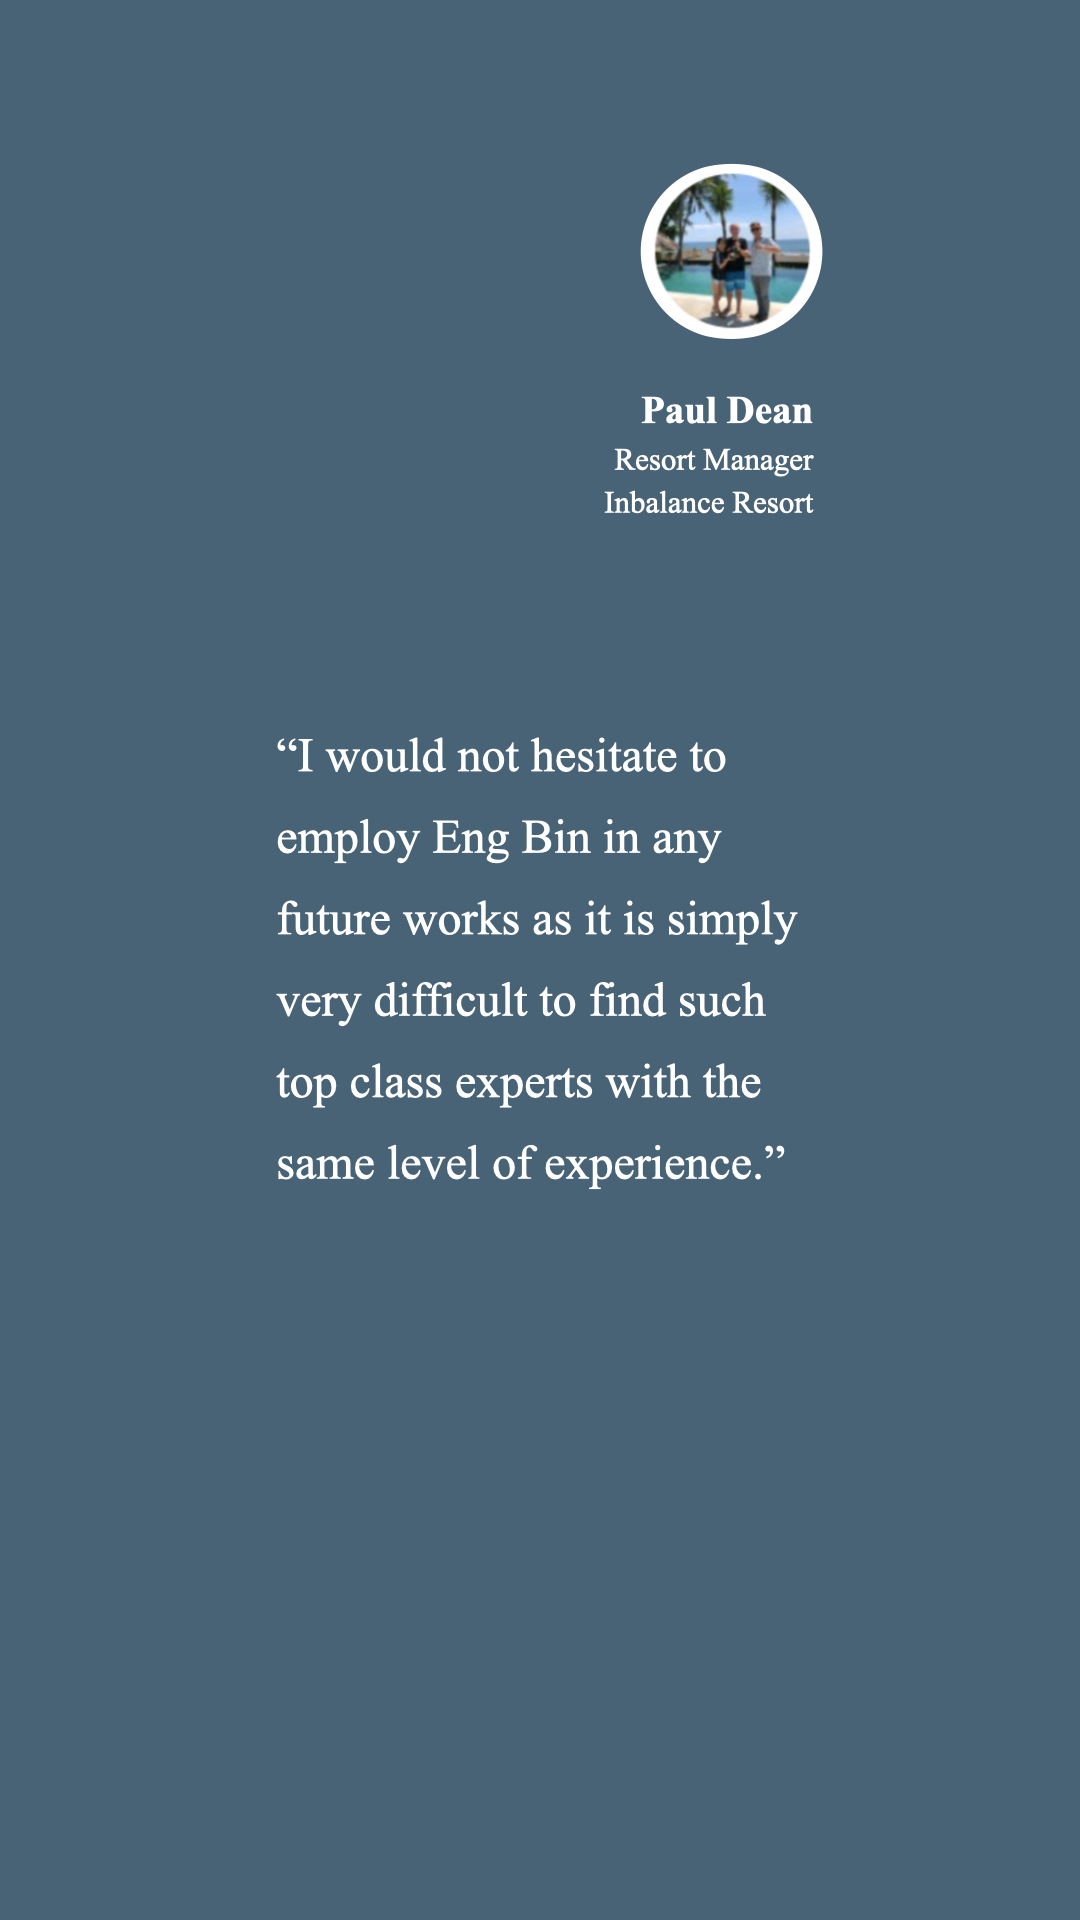 Paul Dean
Resort Manager
Inbalance Resort
“I would not hesitate to
employ Eng Bin in any
future works as it is simply
very difficult to find such
top class experts with the
same level of experience.”